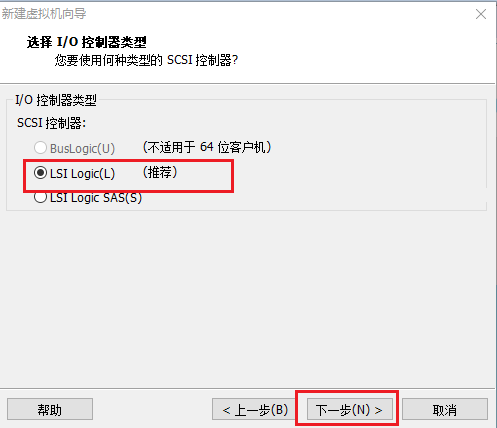 新建虚拟机向导
选择 I/O 控制器类型
您要使用何种类型的 SCSI 控制器?
I/O 控制器类型
SCSI 控制器:
BusLogic(U) (不适用于 64 位客户机)
LSI Logic(L) (推荐)
LSI Logic SAS(S)
帮助 < 上一步(B) 下一步(N) > 取消